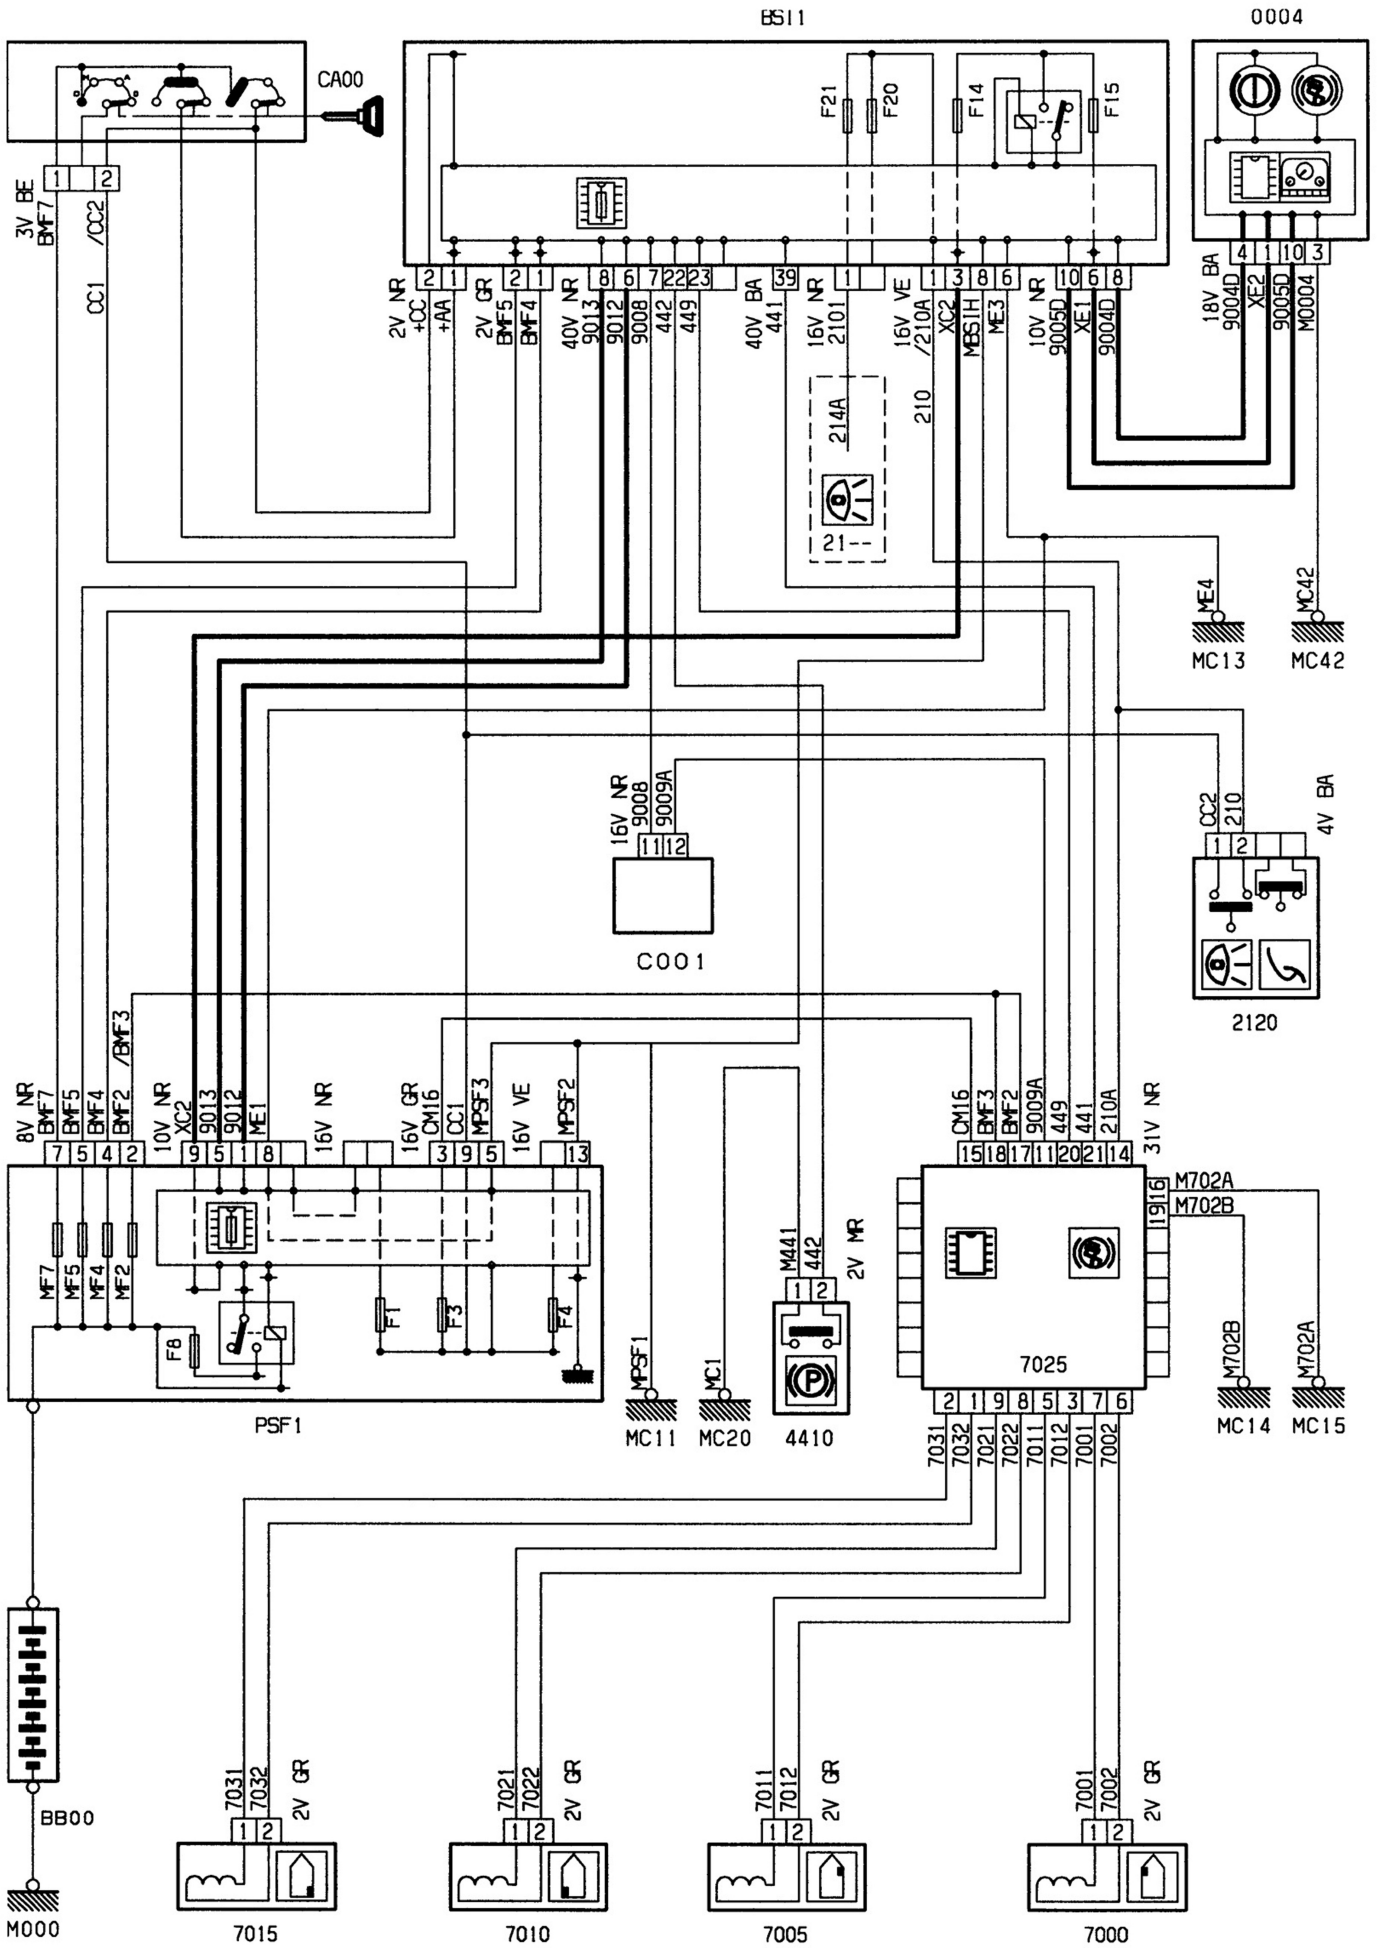 BSI1
0004
CA00
F21
F20
F14
F15
1
2
3V BE
BMF7
/CC2
CC1
2
1
2
1
8
6
7
22
23
39
1
1
3
8
6
10
6
8
4
1
10
3
2V NR
+CC
+AA
2V GR
BMF5
BMF4
40V NR
9013
9012
9008
442
449
40V BA
441
16V NR
2101
16V VE
/210A
XC2
MBSIH
ME3
10V NR
9005D
XE1
9004D
18V BA
9004D
XE2
9005D
M0004
210
214A
21--
ME4
MC42
MC13
MC42
16V NR
9008
9009A
11
12
C001
CC2
210
4V BA
1
2
2120
8V NR
BMF7
BMF5
BMF4
BMF2
/BMF3
10V NR
XC2
9013
9012
ME1
16V NR
16V GR
CM16
CC1
MPSF3
16V VE
MPSF2
7
5
4
2
9
5
1
8
3
9
5
13
CM16
BMF3
BMF2
9009A
449
441
210A
31V NR
15
18
17
11
20
21
14
16
M702A
19
M702B
MF7
MF5
MF4
MF2
F8
F1
F3
F4
PSF1
MPSF1
MC1
MC11
MC20
M441
442
2V MR
1
2
P
4410
7025
M702B
M702A
MC14
MC15
2
1
9
8
5
3
7
6
7031
7032
7021
7022
7011
7012
7001
7002
BB00
M000
7031
7032
2V GR
7021
7022
2V GR
7011
7012
2V GR
7001
7002
2V GR
1
2
1
2
1
2
1
2
7015
7010
7005
7000